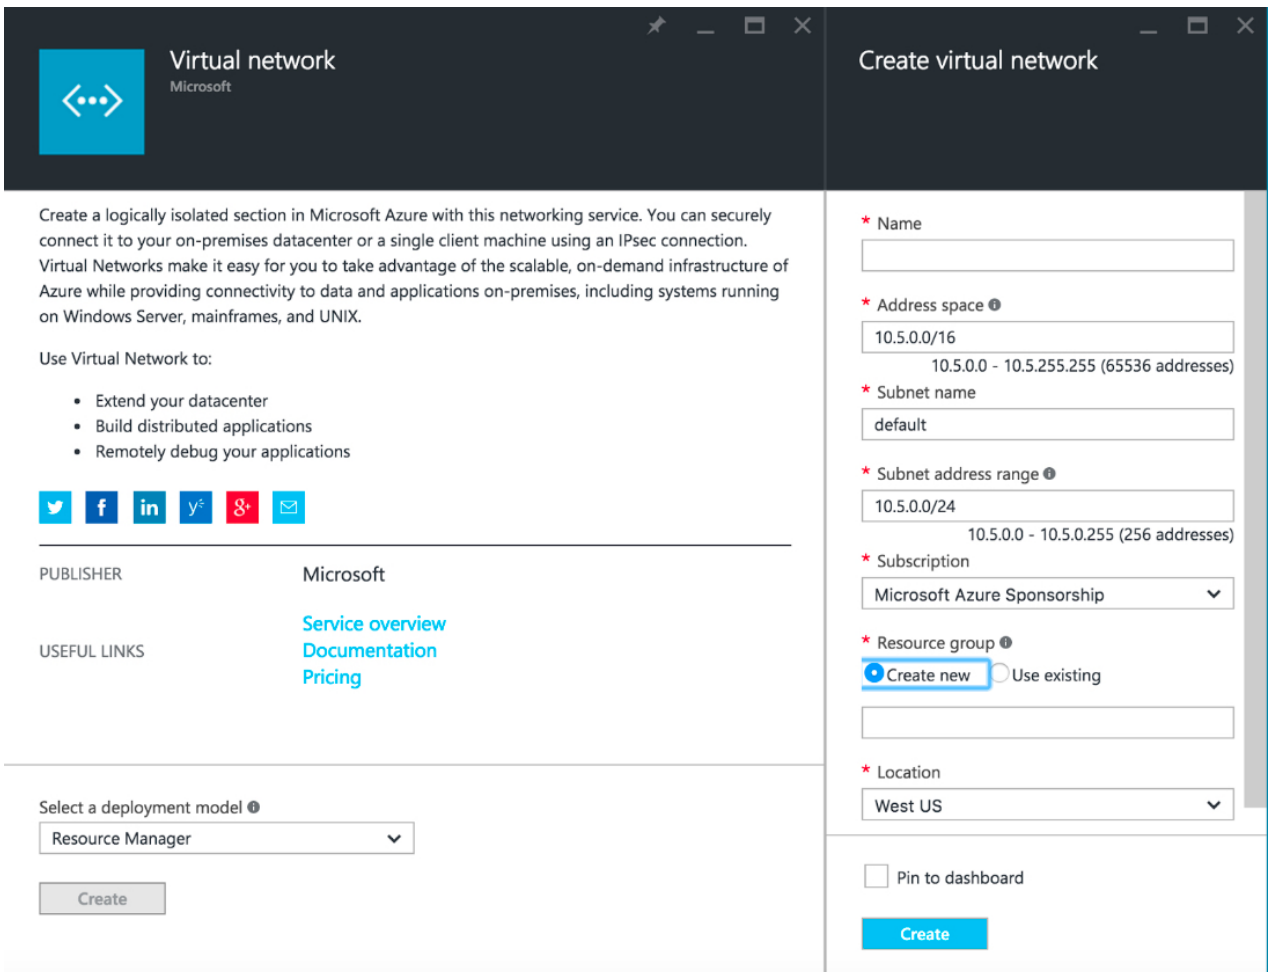 Virtual network
Microsoft
Create a logically isolated section in Microsoft Azure with this networking service. You can securely
connect it to your on-premises datacenter or a single client machine using an IPsec connection.
Virtual Networks make it easy for you to take advantage of the scalable, on-demand infrastructure of
Azure while providing connectivity to data and applications on-premises, including systems running
on Windows Server, mainframes, and UNIX.
Use Virtual Network to:
• Extend your datacenter
• Build distributed applications
• Remotely debug your applications
f in y g+
PUBLISHER Microsoft
USEFUL LINKS
Service overview
Documentation
Pricing
Select a deployment model
Resource Manager
Create
Create virtual network
* Name
* Address space
10.5.0.0/16
10.5.0.0 - 10.5.255.255 (65536 addresses)
* Subnet name
default
* Subnet address range
10.5.0.0/24
10.5.0.0 - 10.5.0.255 (256 addresses)
* Subscription
Microsoft Azure Sponsorship
* Resource group
Create new Use existing
* Location
West US
Pin to dashboard
Create